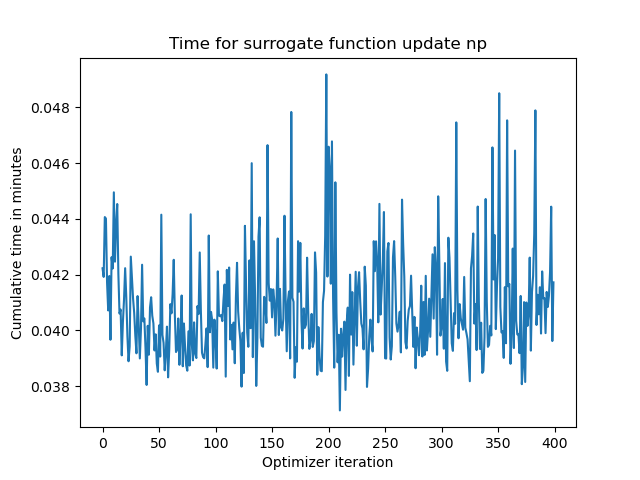 Time for surrogate function update np
Cumulative time in minutes
0.048
0.046
0.044
0.042
0.040
0.038
0 50 100 150 200 250 300 350 400
Optimizer iteration